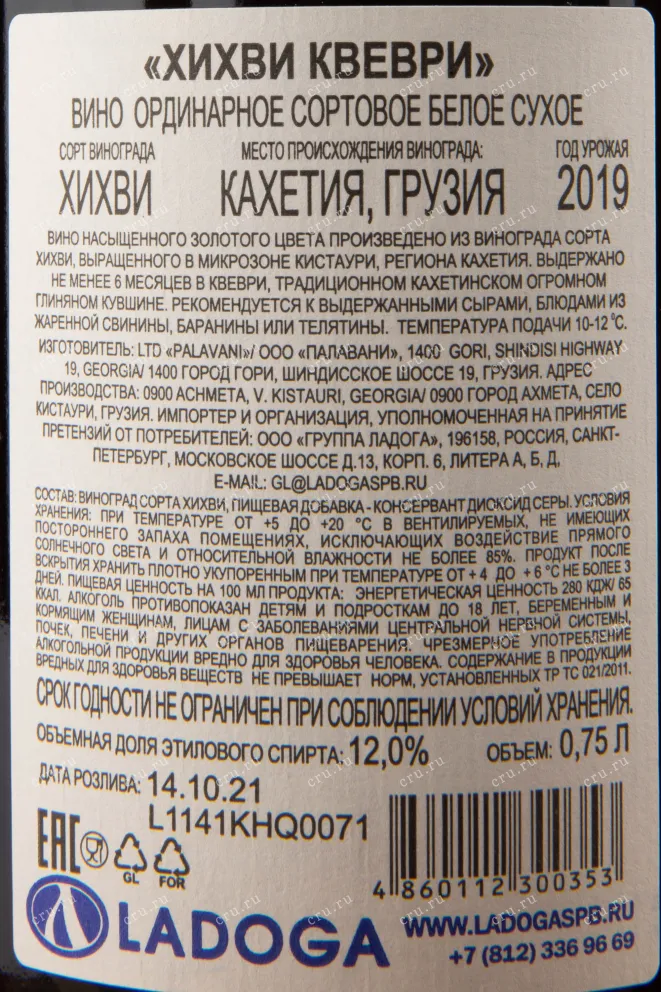 «ХИХВИ КВЕВРИ»
ВИНО ОРДИНАРНОЕ СОРТОВОЕ БЕЛОЕ СУХОЕ
СОРТ ВИНОГРАДА МЕСТО ПРОИСХОЖДЕНИЯ ВИНОГРАДА: ГОД УРОЖАЯ
ХИХВИ КАХЕТИЯ, ГРУЗИЯ 2019
ВИНО НАСЫЩЕННОГО ЗОЛОТОГО ЦВЕТА ПРОИЗВЕДЕНО ИЗ ВИНОГРАДА СОРТА
ХИХВИ, ВЫРАЩЕННОГО В МИКРОЗОНЕ КИСТАУРИ, РЕГИОНА КАХЕТИЯ. ВЫДЕРЖАНО
НЕ МЕНЕЕ 6 МЕСЯЦЕВ В КВЕВРИ, ТРАДИЦИОННОМ КАХЕТИНСКОМ ОГРОМНОМ
ГЛИНЯНОМ КУВШИНЕ. РЕКОМЕНДУЕТСЯ К ВЫДЕРЖАННЫМИ СЫРАМИ, БЛЮДАМИ ИЗ
ЖАРЕННОЙ СВИНИНЫ, БАРАНИНЫ ИЛИ ТЕЛЯТИНЫ. ТЕМПЕРАТУРА ПОДАЧИ 10-12 °С.
ИЗГОТОВИТЕЛЬ: LTD «PALAVANI»/ ООО «ПАЛАВАНИ», 1400 GORI, SHINDISI HIGHWAY
19, GEORGIA/ 1400 ГОРОД ГОРИ, ШИНДИССКОЕ ШОССЕ 19, ГРУЗИЯ. АДРЕС
ПРОИЗВОДСТВА: 0900 ACHMETA, V. KISTAURI, GEORGIA/ 0900 ГОРОД АХМЕТА, СЕЛО
КИСТАУРИ, ГРУЗИЯ. ИМПОРТЕР И ОРГАНИЗАЦИЯ, УПОЛНОМОЧЕННАЯ НА ПРИНЯТИЕ
ПРЕТЕНЗИЙ ОТ ПОТРЕБИТЕЛЕЙ: ООО «ГРУППА ЛАДОГА», 196158, РОССИЯ, САНКТ-
ПЕТЕРБУРГ, МОСКОВСКОЕ ШОССЕ Д.13, КОРП. 6, ЛИТЕРА А, Б, Д,
E-MAIL: GL@LADOGASPB.RU
СОСТАВ: ВИНОГРАД СОРТА ХИХВИ, ПИЩЕВАЯ ДОБАВКА - КОНСЕРВАНТ ДИОКСИД СЕРЫ. УСЛОВИЯ
ХРАНЕНИЯ: ПРИ ТЕМПЕРАТУРЕ ОТ +5 ДО +20 °С В ВЕНТИЛИРУЕМЫХ, НЕ ИМЕЮЩИХ
ПОСТОРОННЕГО ЗАПАХА ПОМЕЩЕНИЯХ, ИСКЛЮЧАЮЩИХ ВОЗДЕЙСТВИЕ ПРЯМОГО
СОЛНЕЧНОГО СВЕТА И ОТНОСИТЕЛЬНОЙ ВЛАЖНОСТИ НЕ БОЛЕЕ 85%. ПРОДУКТ ПОСЛЕ
ВСКРЫТИЯ ХРАНИТЬ ПЛОТНО УКУПОРЕННЫМ ПРИ ТЕМПЕРАТУРЕ ОТ + 4 ДО + 6 °С НЕ БОЛЕЕ 3
ДНЕЙ. ПИЩЕВАЯ ЦЕННОСТЬ НА 100 МЛ ПРОДУКТА: ЭНЕРГЕТИЧЕСКАЯ ЦЕННОСТЬ 280 КДЖ/ 65
ККАЛ. АЛКОГОЛЬ ПРОТИВОПОКАЗАН ДЕТЯМ И ПОДРОСТКАМ ДО 18 ЛЕТ, БЕРЕМЕННЫМ И
КОРМЯЩИМ ЖЕНЩИНАМ, ЛИЦАМ С ЗАБОЛЕВАНИЯМИ ЦЕНТРАЛЬНОЙ НЕРВНОЙ СИСТЕМЫ,
ПОЧЕК, ПЕЧЕНИ И ДРУГИХ ОРГАНОВ ПИЩЕВАРЕНИЯ. ЧРЕЗМЕРНОЕ УПОТРЕБЛЕНИЕ
АЛКОГОЛЬНОЙ ПРОДУКЦИИ ВРЕДНО ДЛЯ ЗДОРОВЬЯ ЧЕЛОВЕКА. СОДЕРЖАНИЕ В ПРОДУКЦИИ
ВРЕДНЫХ ДЛЯ ЗДОРОВЬЯ ВЕЩЕСТВ НЕ ПРЕВЫШАЕТ НОРМ, УСТАНОВЛЕННЫХ ТР ТС 021/2011.
СРОК ГОДНОСТИ НЕ ОГРАНИЧЕН ПРИ СОБЛЮДЕНИИ УСЛОВИЙ ХРАНЕНИЯ.
ОБЪЕМНАЯ ДОЛЯ ЭТИЛОВОГО СПИРТА: 12,0% ОБЪЕМ: 0,75 Л
ДАТА РОЗЛИВА: 14.10.21
L1141KHQ0071
EAC GL FOR
4 860112 300353
LADOGA
WWW.LADOGASPB.RU
+7 (812) 336 96 69